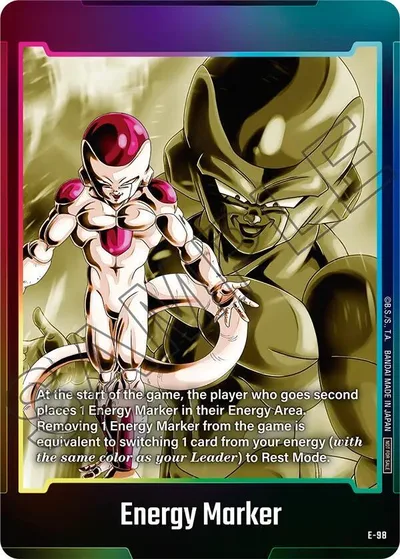 SAMPLE
At the start of the game, the player who goes second
places 1 Energy Marker in their Energy Area.
Removing 1 Energy Marker from the game is
equivalent to switching 1 card from your energy (with
the same color as your Leader) to Rest Mode.
©B.S./S., T.A. BANDAI MADE IN JAPAN NOT FOR SALE
Energy Marker
E-98